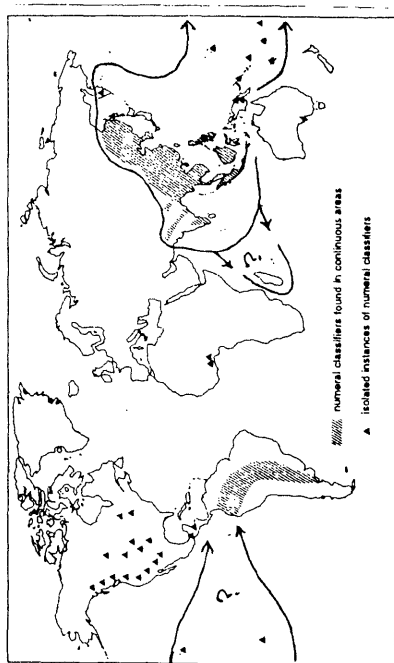 ?
?
numeral classifiers found in continuous areas
isolated instances of numeral classifiers